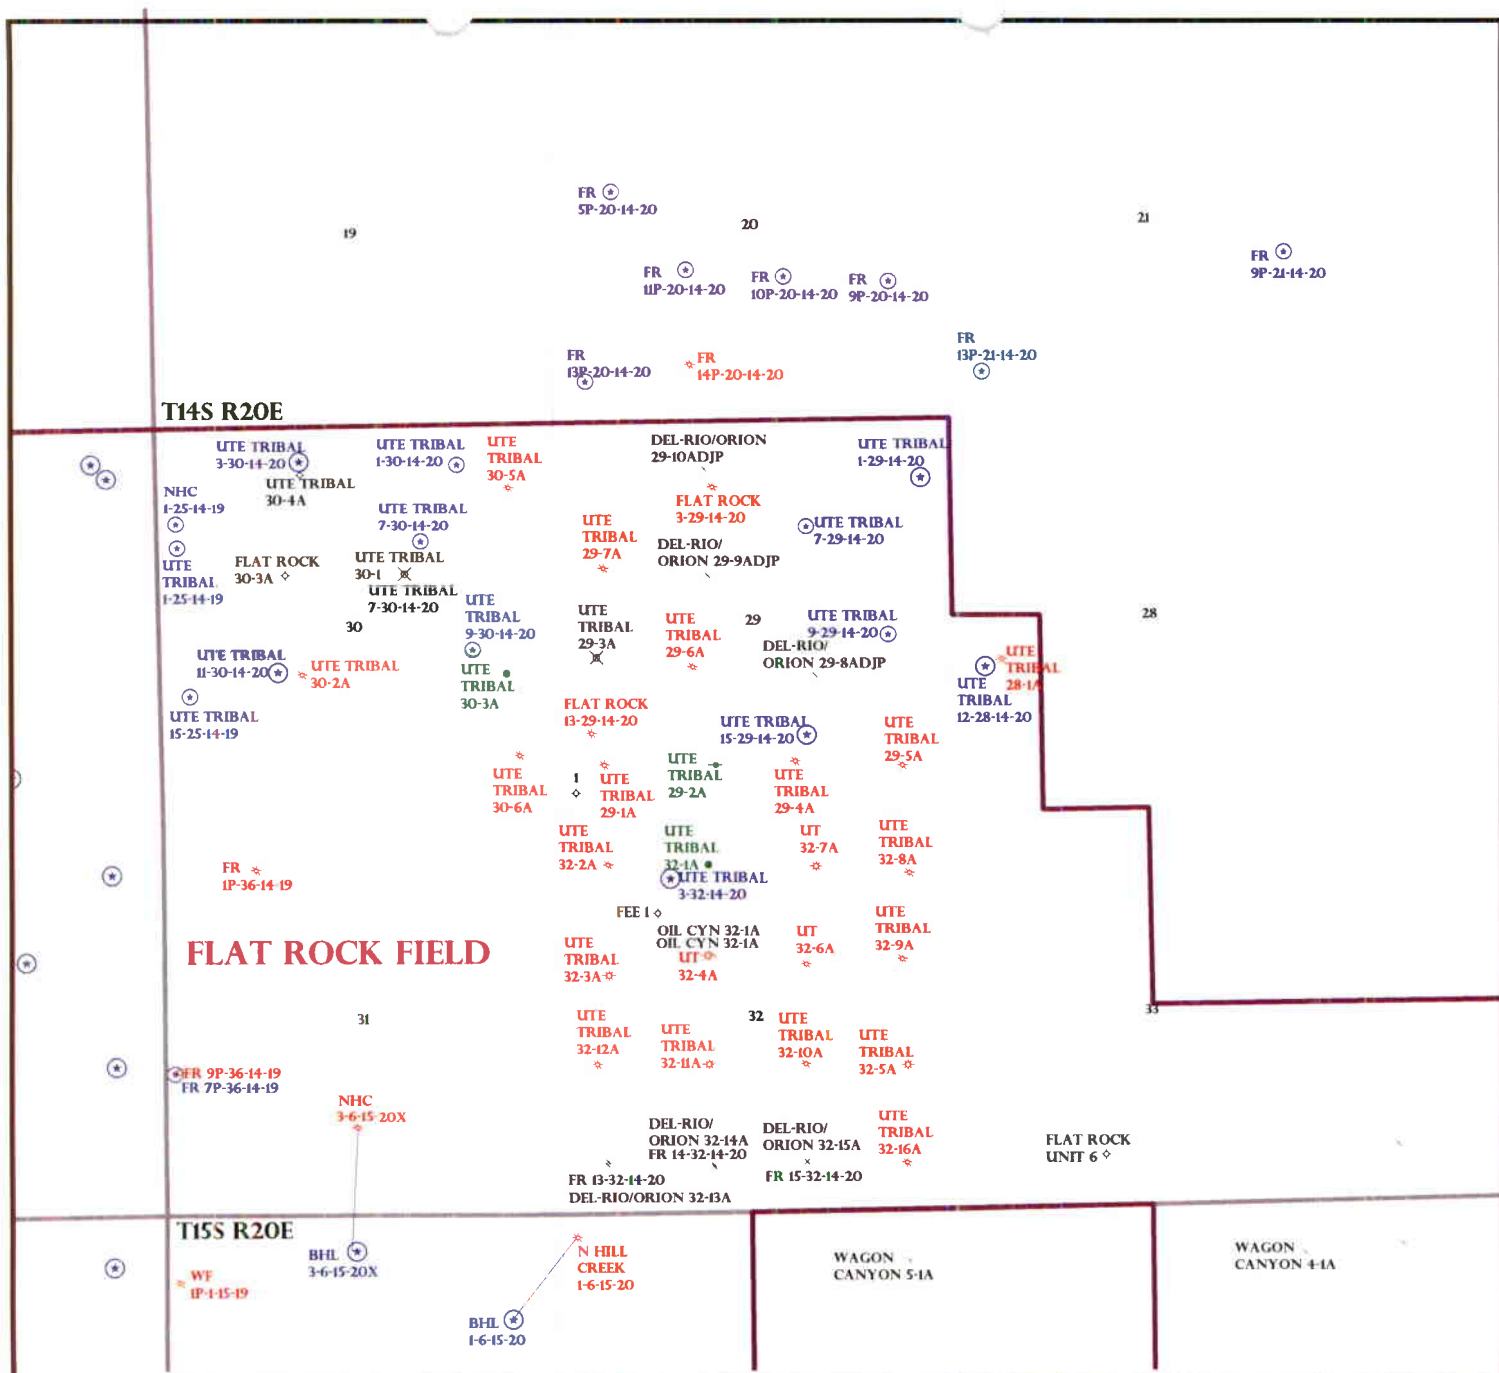 FR
5P-20-14-20
19
20
21
FR
9P-21-14-20
FR
11P-20-14-20
FR
10P-20-14-20
FR
9P-20-14-20
FR
13P-21-14-20
FR
13P-20-14-20
FR
14P-20-14-20
T14S R20E
UTE TRIBAL
3-30-14-20
UTE TRIBAL
30-4A
UTE TRIBAL
1-30-14-20
UTE
TRIBAL
30-5A
DEL-RIO/ORION
29-10ADJP
UTE TRIBAL
1-29-14-20
NHC
1-25-14-19
UTE TRIBAL
7-30-14-20
FLAT ROCK
3-29-14-20
UTE
TRIBAL
29-7A
UTE TRIBAL
7-29-14-20
UTE
TRIBAL
1-25-14-19
FLAT ROCK
30-3A
UTE TRIBAL
30-1
UTE TRIBAL
7-30-14-20
DEL-RIO/
ORION 29-9ADJP
30
UTE
TRIBAL
9-30-14-20
UTE
TRIBAL
29-3A
UTE
TRIBAL
29-6A
29
UTE TRIBAL
9-29-14-20
28
DEL-RIO/
ORION 29-8ADJP
UTE TRIBAL
11-30-14-20
UTE TRIBAL
30-2A
UTE
TRIBAL
30-3A
UTE
TRIBAL
28-1A
UTE
TRIBAL
12-28-14-20
UTE TRIBAL
15-25-14-19
FLAT ROCK
13-29-14-20
UTE TRIBAL
15-29-14-20
UTE
TRIBAL
29-5A
UTE
TRIBAL
30-6A
1
UTE
TRIBAL
29-1A
UTE
TRIBAL
29-2A
UTE
TRIBAL
29-4A
UTE
TRIBAL
32-2A
UTE
TRIBAL
32-1A
UT
32-7A
UTE
TRIBAL
32-8A
FR
1P-36-14-19
UTE TRIBAL
3-32-14-20
FEE 1
OIL CYN 32-1A
OIL CYN 32-1A
UTE
TRIBAL
32-9A
FLAT ROCK FIELD
UTE
TRIBAL
32-3A
UT
32-4A
UT
32-6A
31
UTE
TRIBAL
32-12A
UTE
TRIBAL
32-11A
32
UTE
TRIBAL
32-10A
UTE
TRIBAL
32-5A
33
FR 9P-36-14-19
FR 7P-36-14-19
NHC
3-6-15-20X
DEL-RIO/
ORION 32-14A
FR 14-32-14-20
DEL-RIO/
ORION 32-15A
UTE
TRIBAL
32-16A
FLAT ROCK
UNIT 6
FR 13-32-14-20
DEL-RIO/ORION 32-13A
FR 15-32-14-20
T15S R20E
BHL
3-6-15-20X
N HILL
CREEK
1-6-15-20
WAGON
CANYON 5-1A
WAGON
CANYON 4-1A
WF
1P-1-15-19
BHL
1-6-15-20